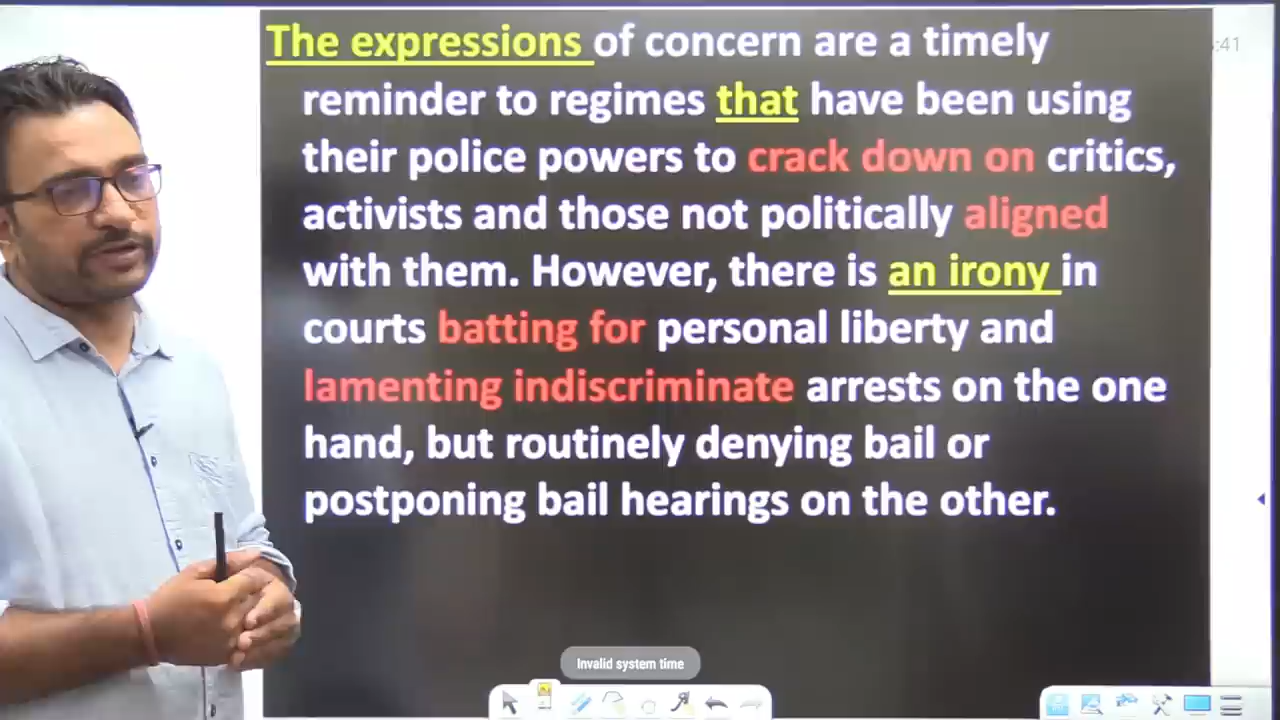 The expressions of concern are a timely
reminder to regimes that have been using
their police powers to crack down on critics,
activists and those not politically aligned
with them. However, there is an irony in
courts batting for personal liberty and
lamenting indiscriminate arrests on the one
hand, but routinely denying bail or
postponing bail hearings on the other.
:41
Invalid system time